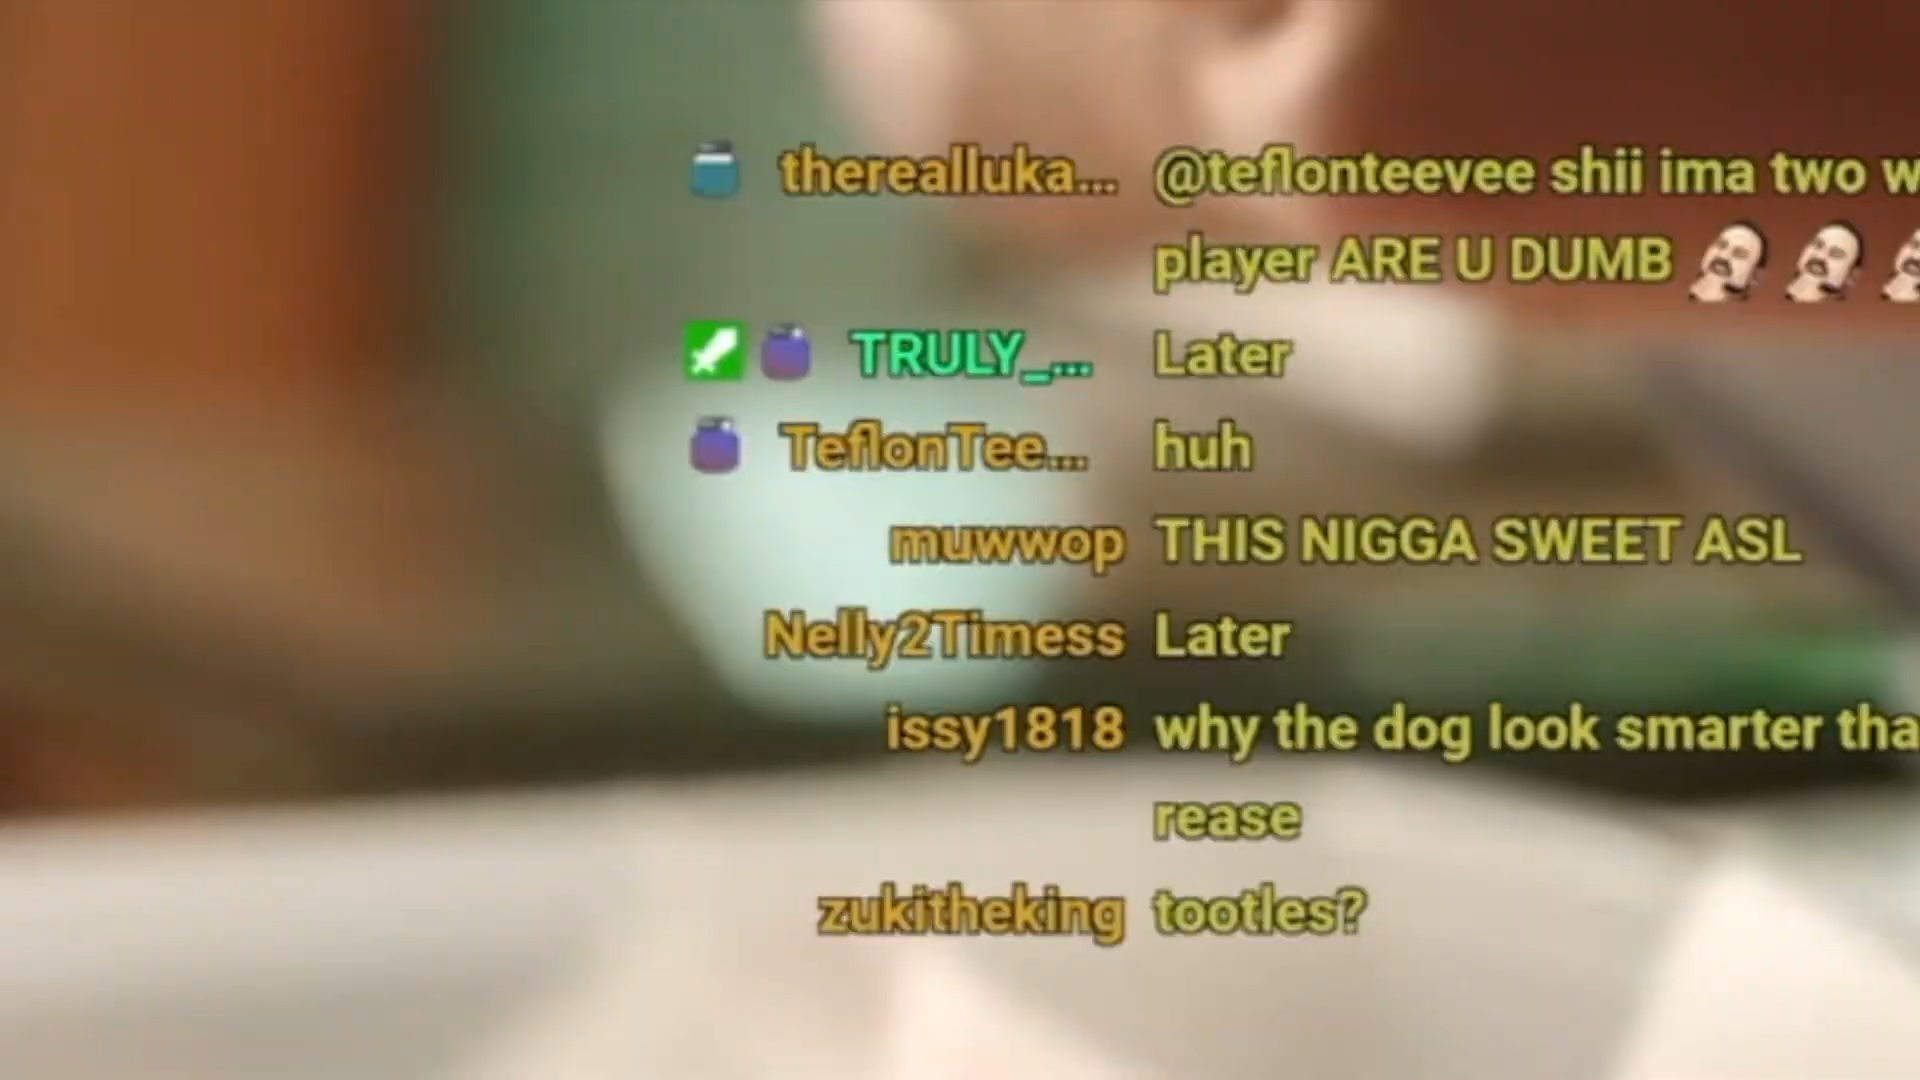 therealluka... @teflonteevee shii ima two
player ARE U DUMB
TRULY_... Later
TeflonTee... huh
muwwop THIS NIGGA SWEET ASL
Nelly2Timess Later
issy1818 why the dog look smarter
rease
zukitheking tootles?